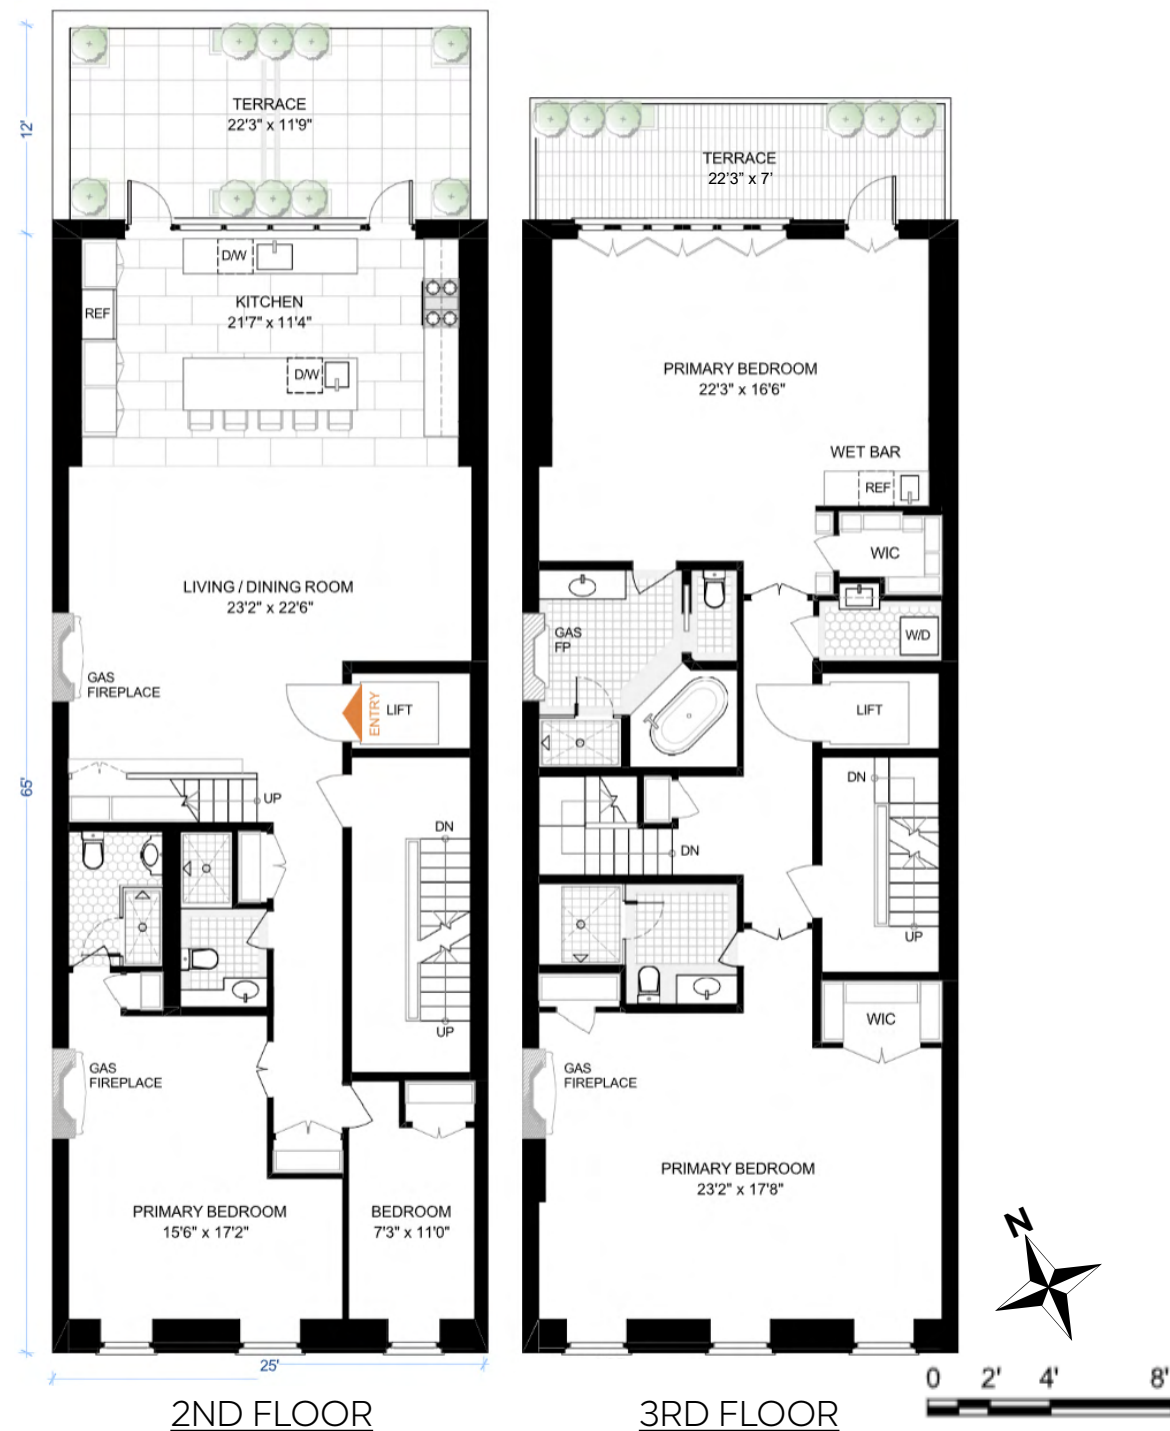 12'
TERRACE
22'3" x 11'9"
D/W
KITCHEN
21'7" x 11'4"
REF
D/W
LIVING / DINING ROOM
23'2" x 22'6"
GAS
FIREPLACE
ENTRY
LIFT
65'
UP
DN
UP
GAS
FIREPLACE
PRIMARY BEDROOM
15'6" x 17'2"
BEDROOM
7'3" x 11'0"
25'
2ND FLOOR
TERRACE
22'3" x 7'
PRIMARY BEDROOM
22'3" x 16'6"
WET BAR
REF
WIC
GAS
FP
W/D
LIFT
DN
DN
UP
WIC
GAS
FIREPLACE
PRIMARY BEDROOM
23'2" x 17'8"
3RD FLOOR
N
0 2' 4' 8'